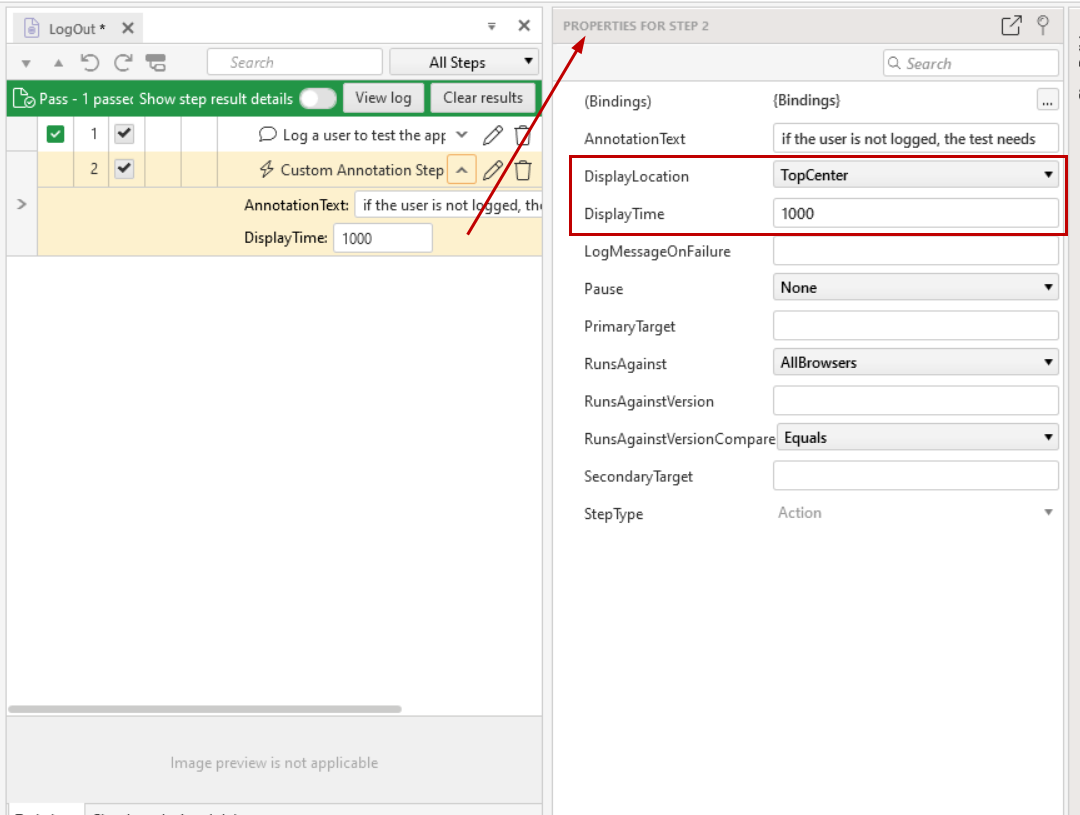 LogOut *
Search
All Steps
Pass - 1 passed
Show step result details
View log
Clear results
1
Log a user to test the app
2
Custom Annotation Step
AnnotationText:
if the user is not logged, the
DisplayTime:
1000
Image preview is not applicable
PROPERTIES FOR STEP 2
Search
(Bindings)
{Bindings}
...
AnnotationText
if the user is not logged, the test needs
DisplayLocation
TopCenter
DisplayTime
1000
LogMessageOnFailure
Pause
None
PrimaryTarget
RunsAgainst
AllBrowsers
RunsAgainstVersion
RunsAgainstVersionCompare
Equals
SecondaryTarget
StepType
Action